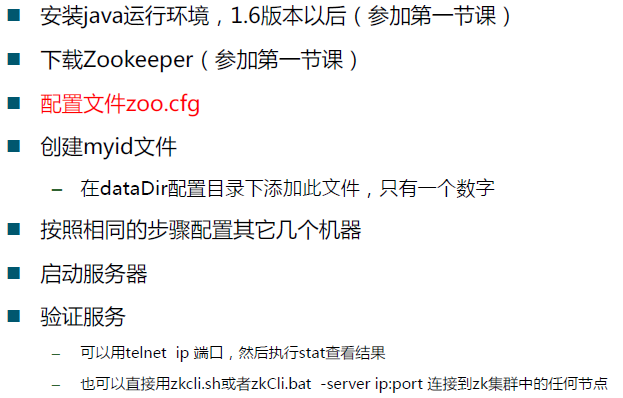 安装java运行环境，1.6版本以后（参加第一节课）
下载Zookeeper（参加第一节课）
配置文件zoo.cfg
创建myid文件
– 在dataDir配置目录下添加此文件，只有一个数字
按照相同的步骤配置其它几个机器
启动服务器
验证服务
– 可以用telnet ip 端口，然后执行stat查看结果
– 也可以直接用zkcli.sh或者zkCli.bat -server ip:port 连接到zk集群中的任何节点